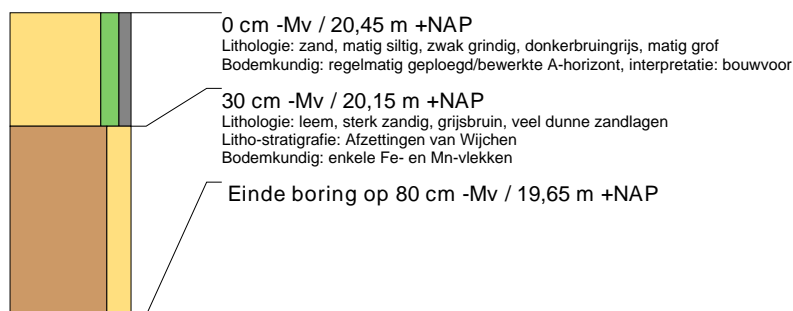 0 cm -Mv / 20,45 m +NAP
Lithologie: zand, matig siltig, zwak grindig, donkerbruingrijs, matig grof
Bodemkundig: regelmatig geploegd/bewerkte A-horizont, interpretatie: bouwvoor
30 cm -Mv / 20,15 m +NAP
Lithologie: leem, sterk zandig, grijsbruin, veel dunne zandlagen
Litho-stratigrafie: Afzettingen van Wijchen
Bodemkundig: enkele Fe- en Mn-vlekken
Einde boring op 80 cm -Mv / 19,65 m +NAP